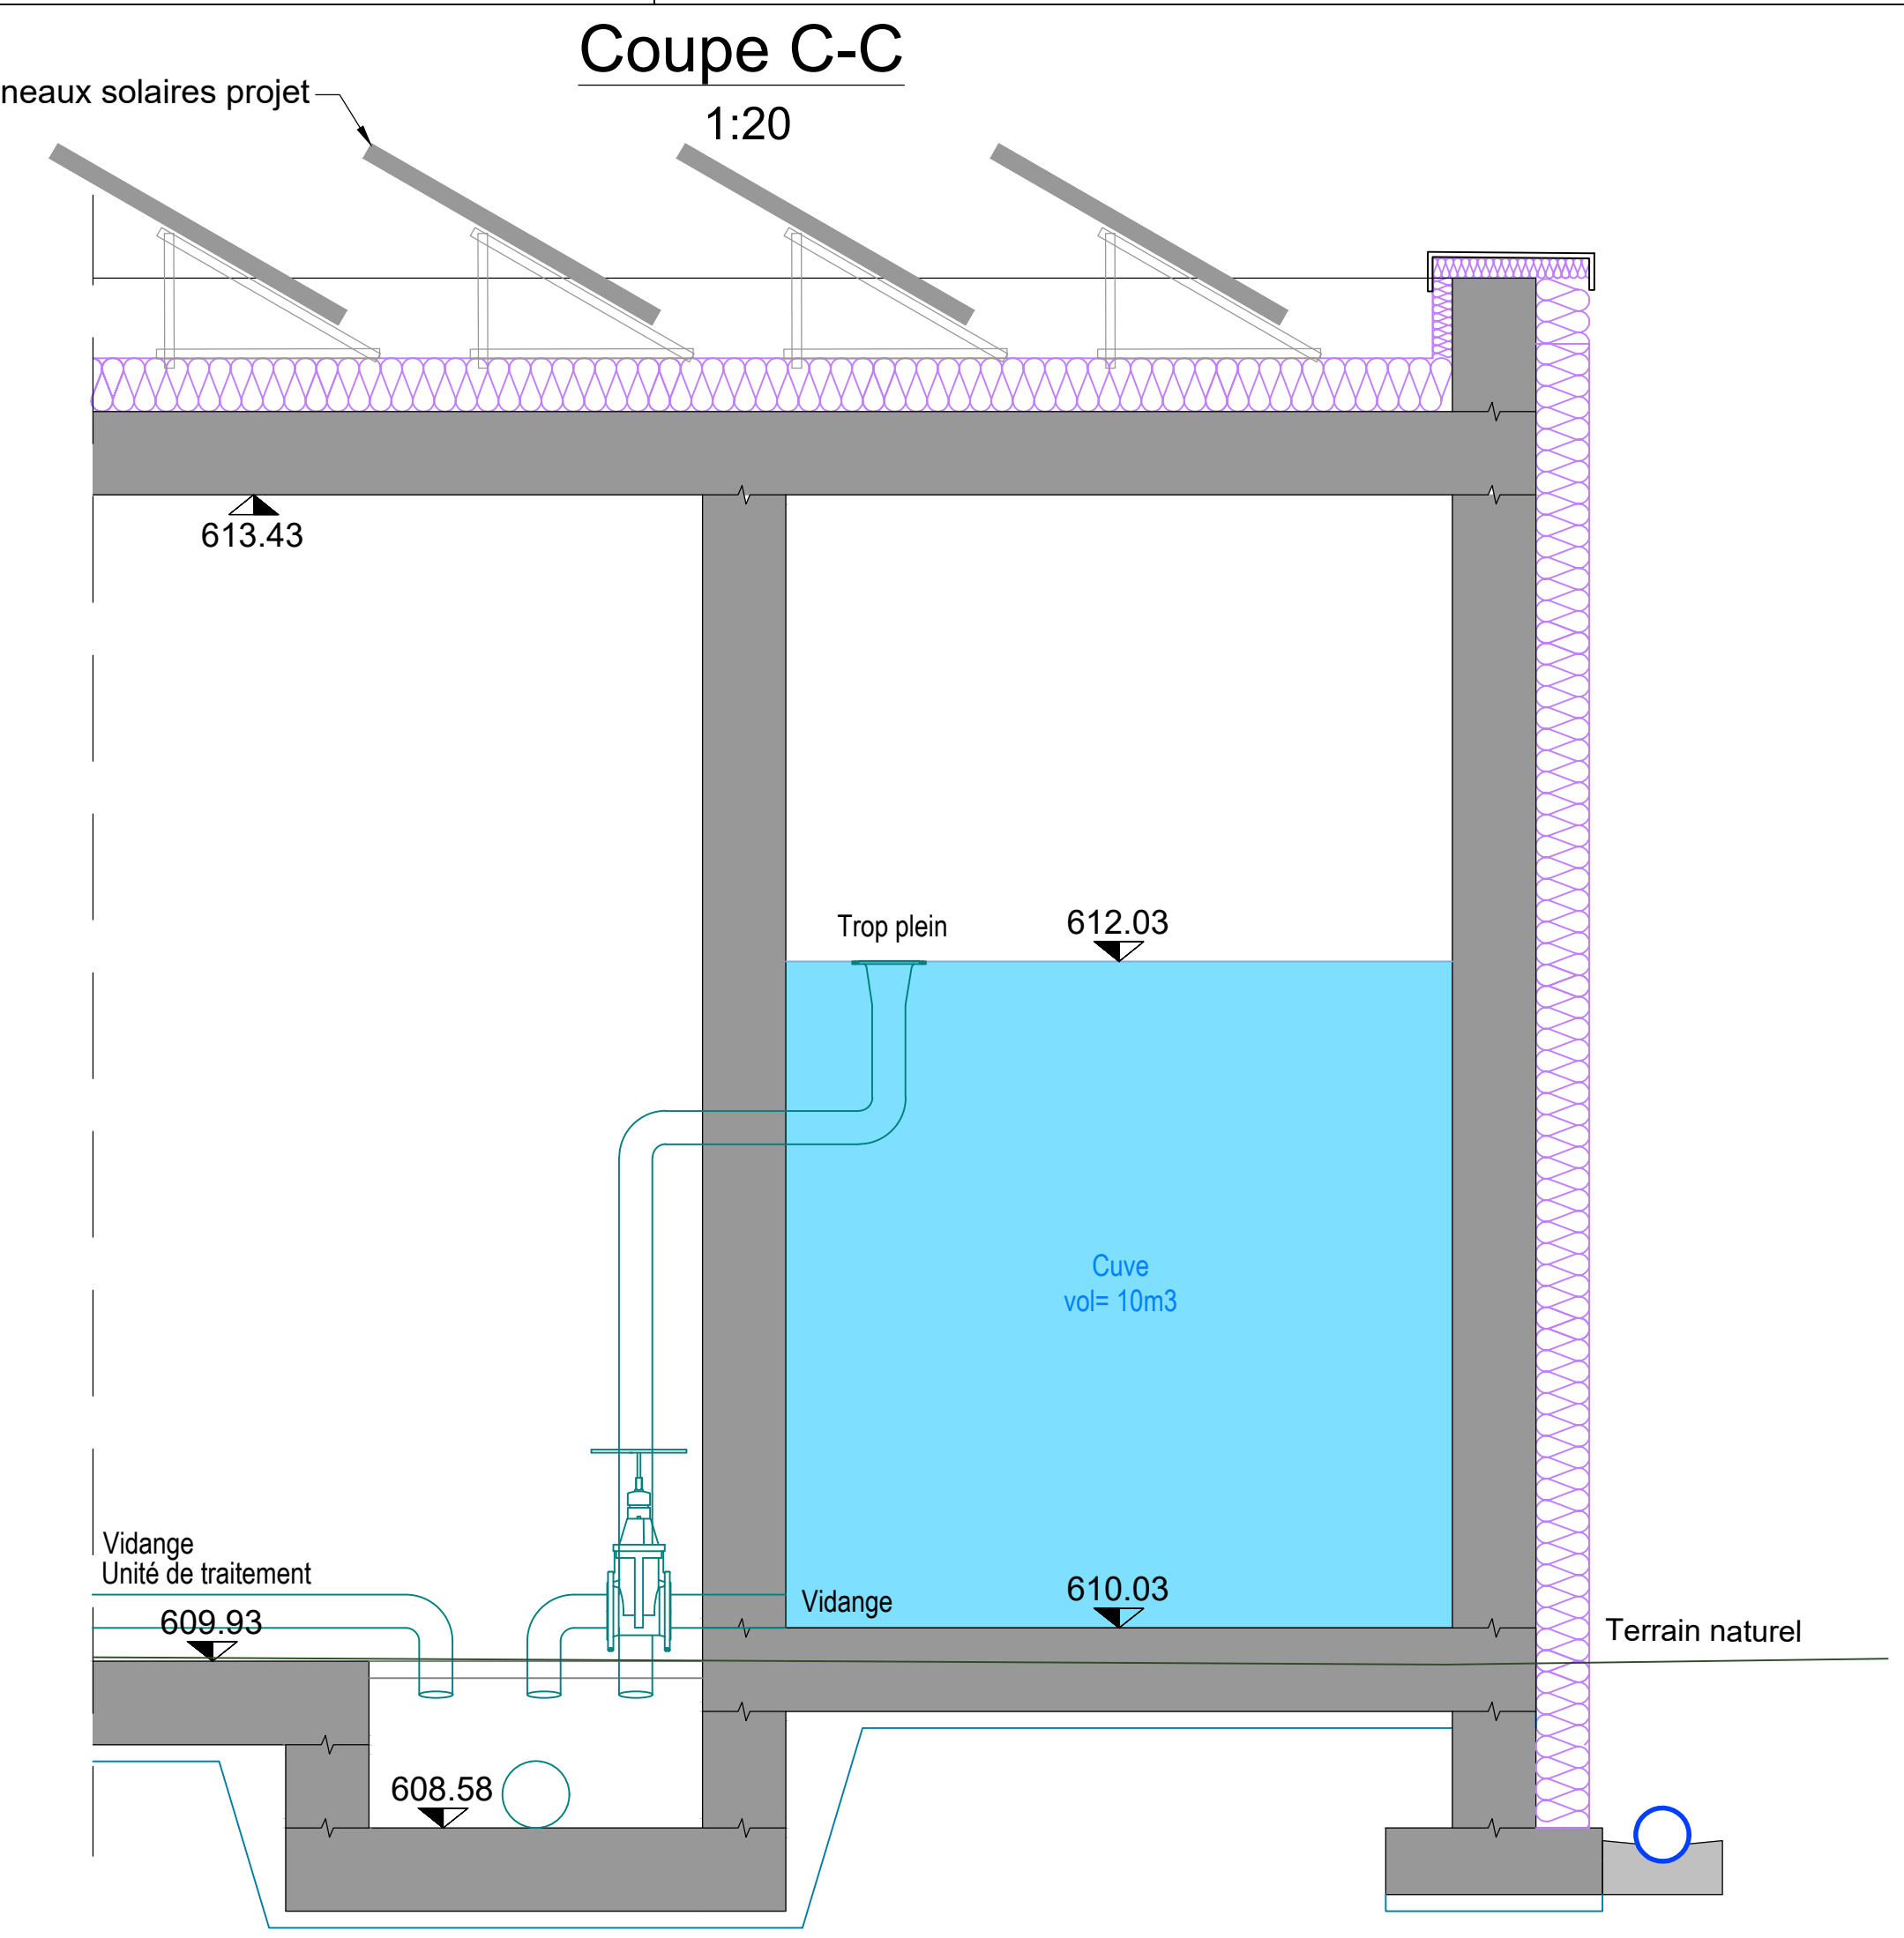 Coupe C-C
neaux solaires projet
1:20
613.43
Trop plein
612.03
Cuve
vol= 10m3
Vidange
Unité de traitement
609.93
Vidange
610.03
Terrain naturel
608.58